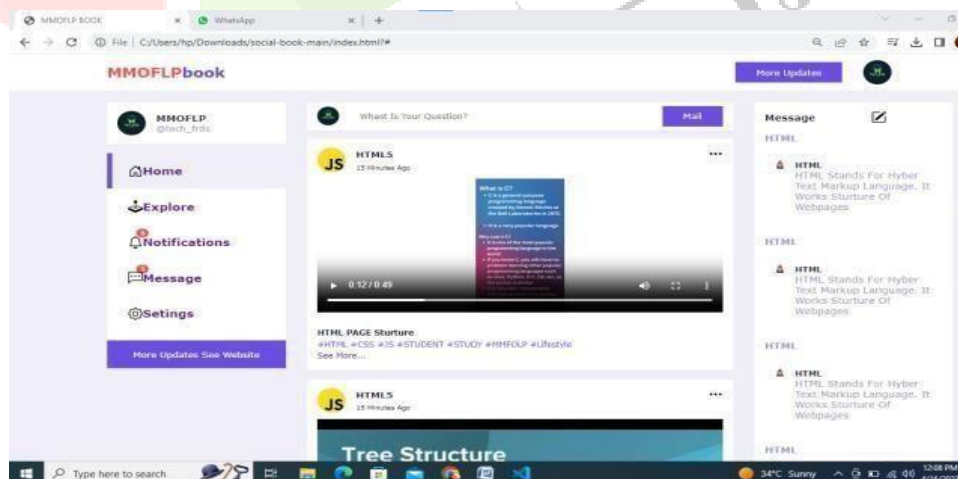 MMOFLP BOOK
WhatsApp
File | C:/Users/hp/Downloads/social-book-main/index.html?#
MMOFLPbook
More Updates
MMOFLP
@tech_frds
Home
Explore
Notifications
Message
Setings
More Updates See Website
Whast Is Your Question?
Mail
JS
HTML5
15 Minutes Ago
What is C?
0:12 / 0:49
HTML PAGE Sturture
#HTML #CSS #JS #STUDENT #STUDY #MMFOLP #Lifestyle
See More...
JS
HTML5
15 Minutes Ago
Tree Structure
Message
HTML
HTML
HTML Stands For Hyber
Text Markup Language. It
Works Sturture Of
Webpages
HTML
HTML
HTML Stands For Hyber
Text Markup Language. It
Works Sturture Of
Webpages
HTML
HTML
HTML Stands For Hyber
Text Markup Language. It
Works Sturture Of
Webpages
HTML
Type here to search
34°C Sunny
12:08 PM